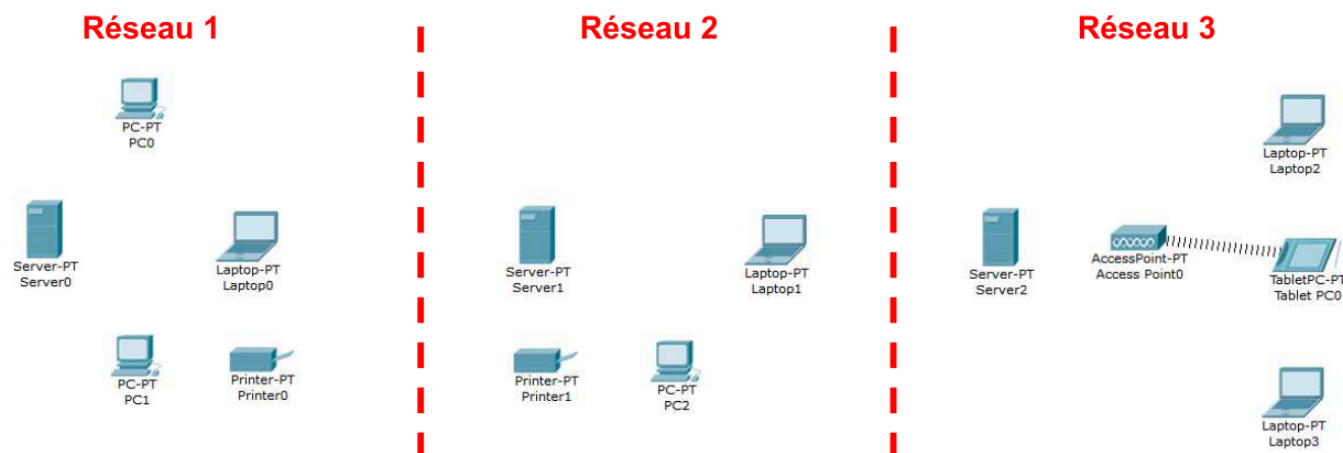 Réseau 1
Réseau 2
Réseau 3
PC-PT
PC0
Server-PT
Server0
Laptop-PT
Laptop0
PC-PT
PC1
Printer-PT
Printer0
Server-PT
Server1
Laptop-PT
Laptop1
Printer-PT
Printer1
PC-PT
PC2
Laptop-PT
Laptop2
Server-PT
Server2
AccessPoint-PT
Access Point0
TabletPC-PT
Tablet PC0
Laptop-PT
Laptop3